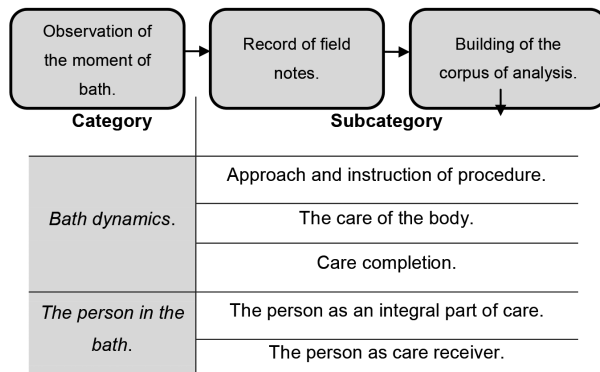 Observation of
the moment of
bath.
Record of field
notes.
Building of the
corpus of analysis.
Category
Subcategory
Bath dynamics.
Approach and instruction of procedure.
The care of the body.
Care completion.
The person in the
bath.
The person as an integral part of care.
The person as care receiver.